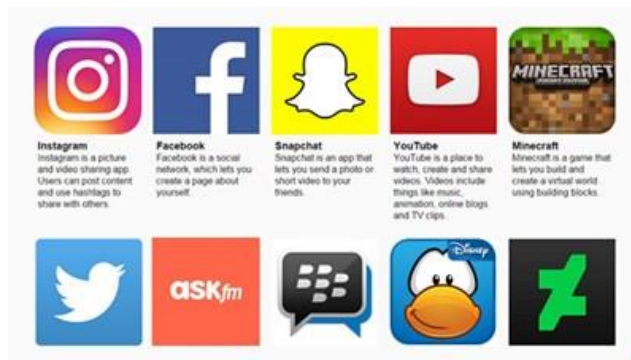 MINECRAFT
Instagram
Instagram is a picture
and video sharing app.
Users can post content
and use hashtags to
share with others.
Facebook
Facebook is a social
network, which lets you
create a page about
yourself.
Snapchat
Snapchat is an app that
lets you send a photo or
short video to your
friends.
YouTube
YouTube is a place to
watch, create and share
videos. Videos include
things like music,
animation, online blogs
and TV clips.
Minecraft
Minecraft is a game that
lets you build and
create a virtual world
using building blocks.
askfm
Disney